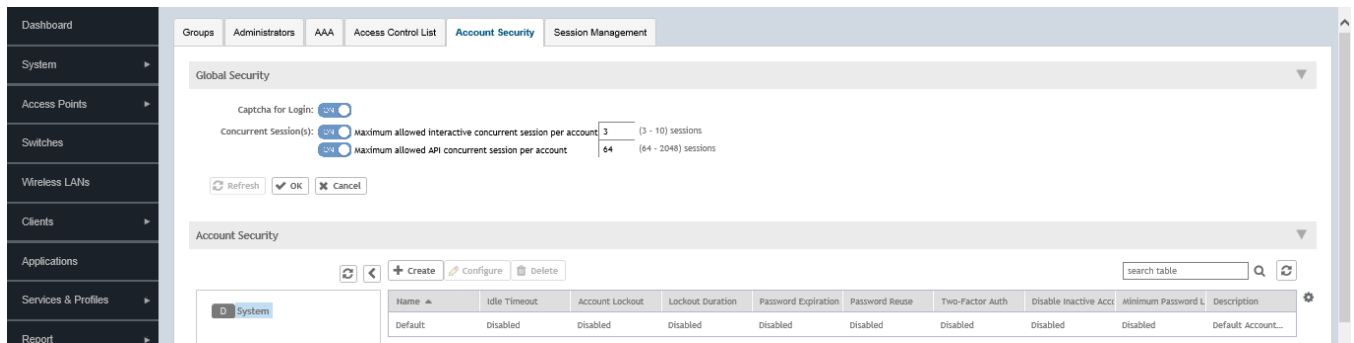 Dashboard
System
Access Points
Switches
Wireless LANs
Clients
Applications
Services & Profiles
Report
Groups Administrators AAA Access Control List Account Security Session Management
Global Security
Captcha for Login: ON
Concurrent Session(s): ON Maximum allowed interactive concurrent session per account 3 (3 - 10) sessions
ON Maximum allowed API concurrent session per account 64 (64 - 2048) sessions
Refresh OK Cancel
Account Security
Create Configure Delete search table
D System
Name Idle Timeout Account Lockout Lockout Duration Password Expiration Password Reuse Two-Factor Auth Disable Inactive Acco Minimum Password L Description
Default Disabled Disabled Disabled Disabled Disabled Disabled Disabled Disabled Default Account...